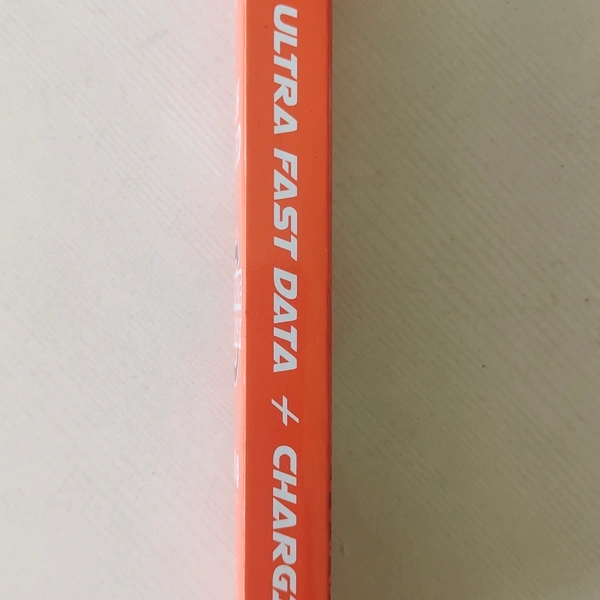 ULTRA FAST DATA + CHARG